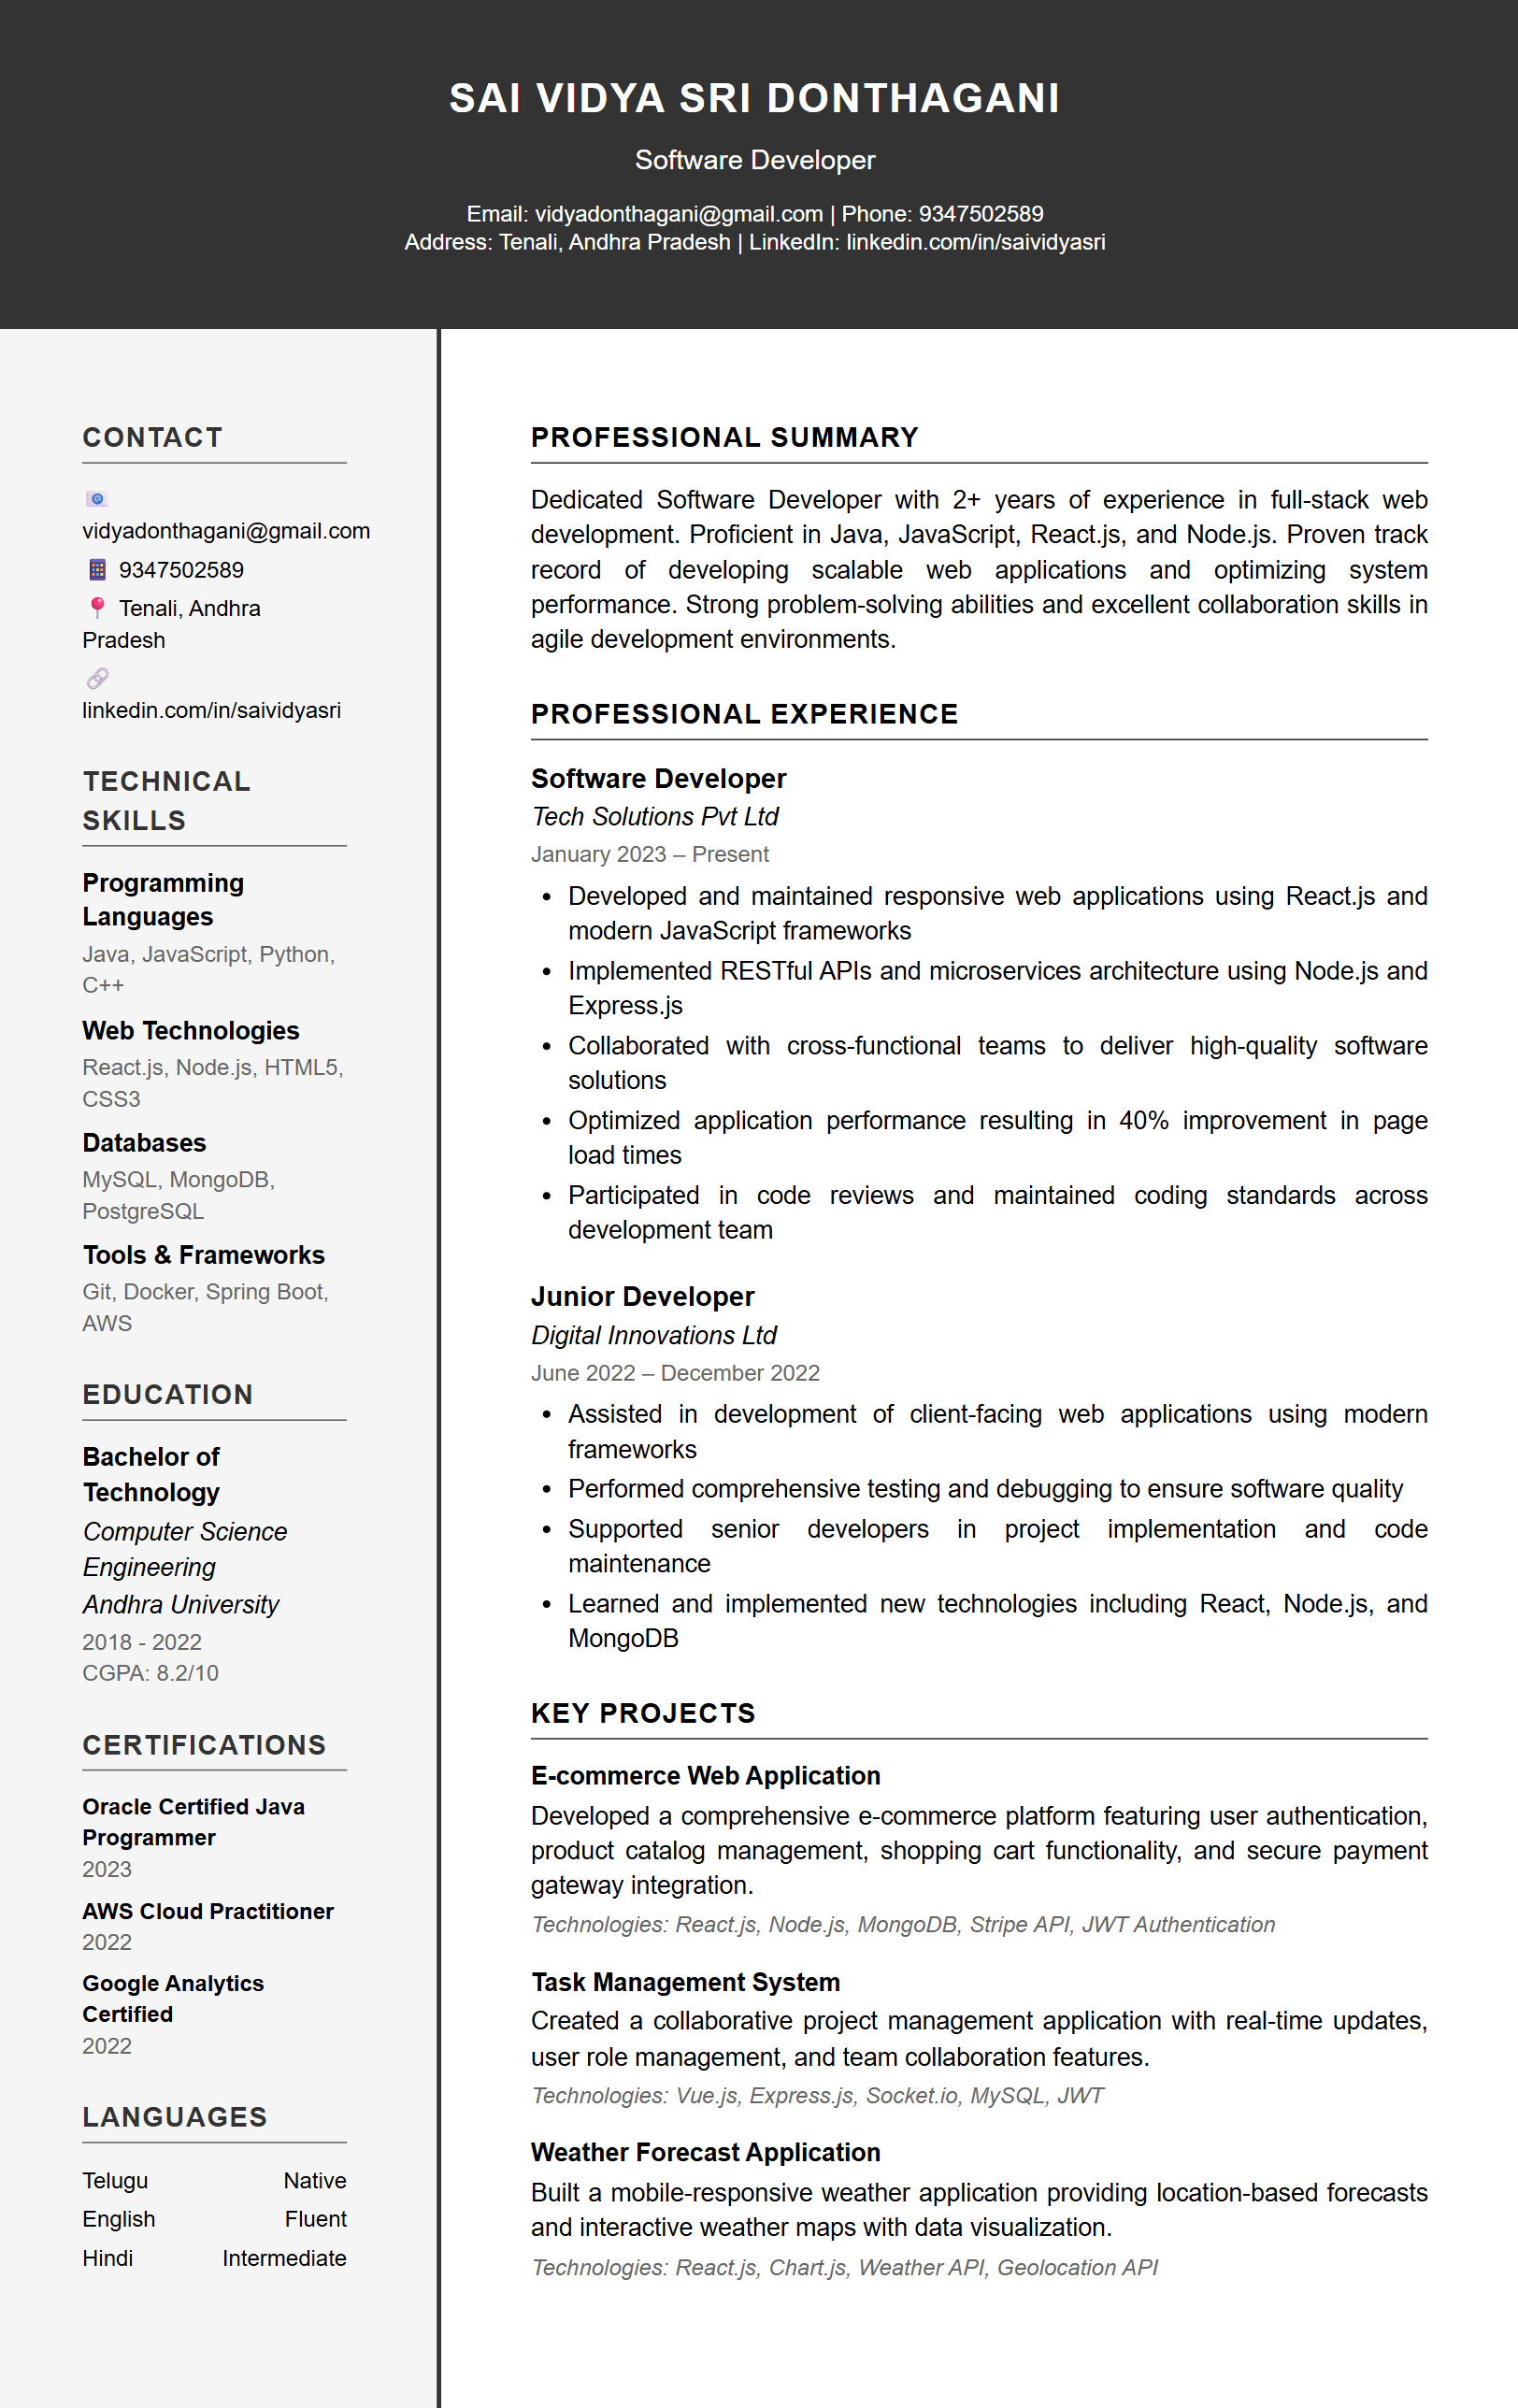 SAI VIDYA SRI DONTHAGANI
Software Developer
Email: vidyadonthagani@gmail.com | Phone: 9347502589
Address: Tenali, Andhra Pradesh | LinkedIn: linkedin.com/in/saividyasri
CONTACT
vidyadonthagani@gmail.com
9347502589
Tenali, Andhra
Pradesh
linkedin.com/in/saividyasri
TECHNICAL
SKILLS
Programming
Languages
Java, JavaScript, Python,
C++
Web Technologies
React.js, Node.js, HTML5,
CSS3
Databases
MySQL, MongoDB,
PostgreSQL
Tools & Frameworks
Git, Docker, Spring Boot,
AWS
EDUCATION
Bachelor of
Technology
Computer Science
Engineering
Andhra University
2018 - 2022
CGPA: 8.2/10
CERTIFICATIONS
Oracle Certified Java
Programmer
2023
AWS Cloud Practitioner
2022
Google Analytics
Certified
2022
LANGUAGES
Telugu Native
English Fluent
Hindi Intermediate
PROFESSIONAL SUMMARY
Dedicated Software Developer with 2+ years of experience in full-stack web
development. Proficient in Java, JavaScript, React.js, and Node.js. Proven track
record of developing scalable web applications and optimizing system
performance. Strong problem-solving abilities and excellent collaboration skills in
agile development environments.
PROFESSIONAL EXPERIENCE
Software Developer
Tech Solutions Pvt Ltd
January 2023 – Present
• Developed and maintained responsive web applications using React.js and
modern JavaScript frameworks
• Implemented RESTful APIs and microservices architecture using Node.js and
Express.js
• Collaborated with cross-functional teams to deliver high-quality software
solutions
• Optimized application performance resulting in 40% improvement in page
load times
• Participated in code reviews and maintained coding standards across
development team
Junior Developer
Digital Innovations Ltd
June 2022 – December 2022
• Assisted in development of client-facing web applications using modern
frameworks
• Performed comprehensive testing and debugging to ensure software quality
• Supported senior developers in project implementation and code
maintenance
• Learned and implemented new technologies including React, Node.js, and
MongoDB
KEY PROJECTS
E-commerce Web Application
Developed a comprehensive e-commerce platform featuring user authentication,
product catalog management, shopping cart functionality, and secure payment
gateway integration.
Technologies: React.js, Node.js, MongoDB, Stripe API, JWT Authentication
Task Management System
Created a collaborative project management application with real-time updates,
user role management, and team collaboration features.
Technologies: Vue.js, Express.js, Socket.io, MySQL, JWT
Weather Forecast Application
Built a mobile-responsive weather application providing location-based forecasts
and interactive weather maps with data visualization.
Technologies: React.js, Chart.js, Weather API, Geolocation API